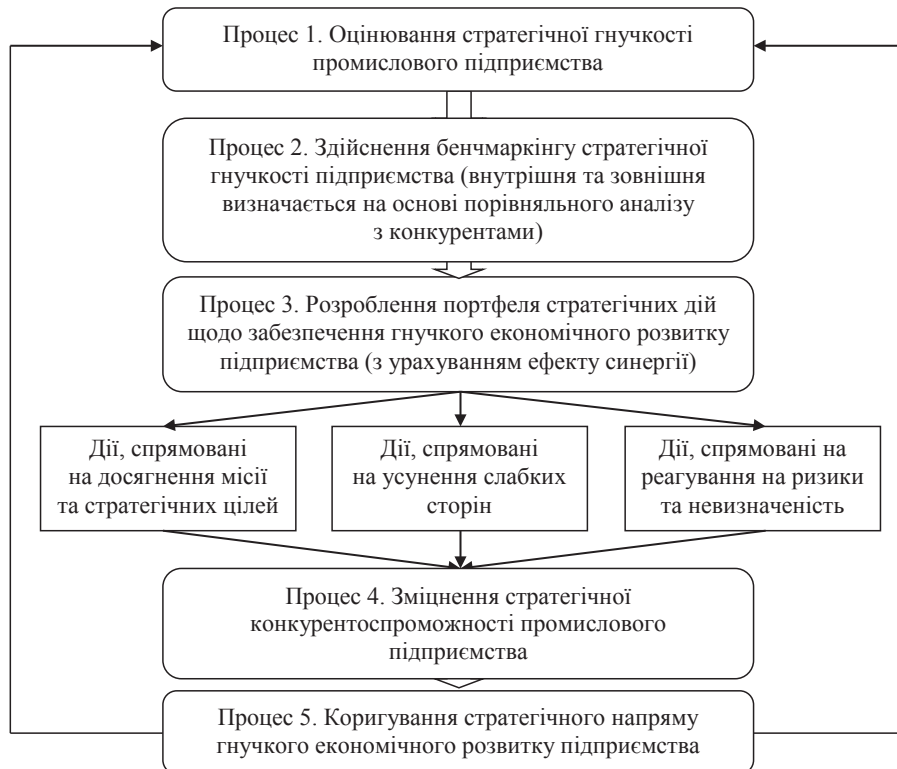 Процес 1. Оцінювання стратегічної гнучкості
промислового підприємства
Процес 2. Здійснення бенчмаркінгу стратегічної
гнучкості підприємства (внутрішня та зовнішня
визначається на основі порівняльного аналізу
з конкурентами)
Процес 3. Розроблення портфеля стратегічних дій
щодо забезпечення гнучкого економічного розвитку
підприємства (з урахуванням ефекту синергії)
Дії, спрямовані
на досягнення місії
та стратегічних цілей
Дії, спрямовані
на усунення слабких
сторін
Дії, спрямовані на
реагування на ризики
та невизначеність
Процес 4. Зміцнення стратегічної
конкурентоспроможності промислового
підприємства
Процес 5. Коригування стратегічного напряму
гнучкого економічного розвитку підприємства